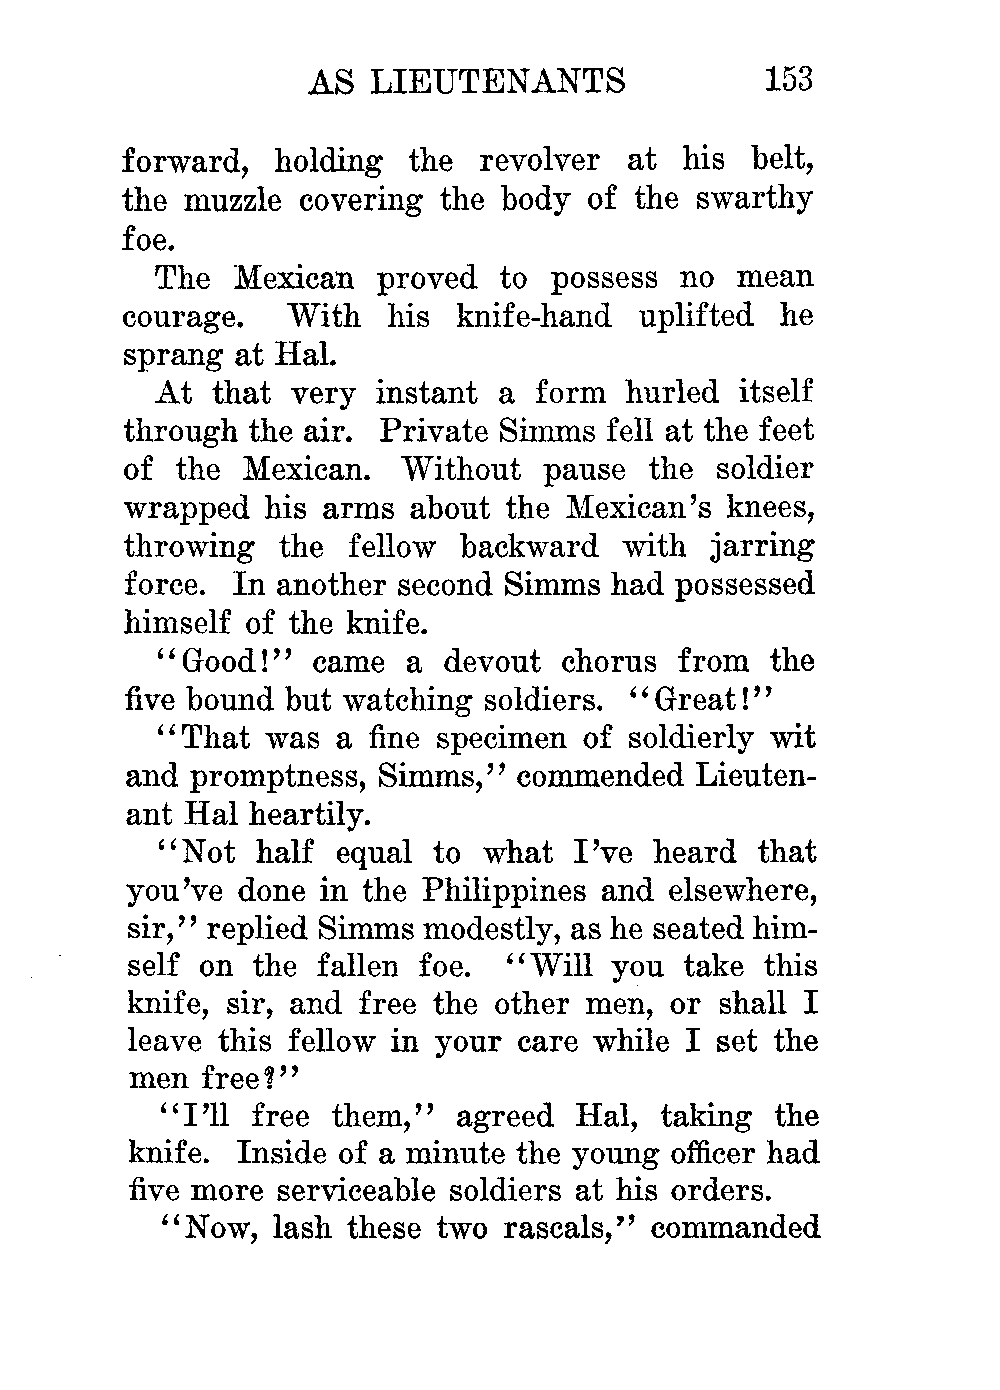 AS LIEUTENANTS 153
forward, holding the revolver at his belt,
the muzzle covering the body of the swarthy
foe.
The Mexican proved to possess no mean
courage. With his knife-hand uplifted he
sprang at Hal.
At that very instant a form hurled itself
through the air. Private Simms fell at the feet
of the Mexican. Without pause the soldier
wrapped his arms about the Mexican's knees,
throwing the fellow backward with jarring
force. In another second Simms had possessed
himself of the knife.
"Good!" came a devout chorus from the
five bound but watching soldiers. "Great!"
"That was a fine specimen of soldierly wit
and promptness, Simms," commended Lieuten-
ant Hal heartily.
"Not half equal to what I've heard that
you've done in the Philippines and elsewhere,
sir," replied Simms modestly, as he seated him-
self on the fallen foe. "Will you take this
knife, sir, and free the other men, or shall I
leave this fellow in your care while I set the
men free?"
"I'll free them," agreed Hal, taking the
knife. Inside of a minute the young officer had
five more serviceable soldiers at his orders.
"Now, lash these two rascals," commanded